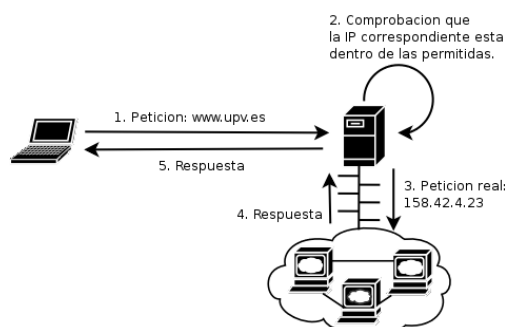 2. Comprobacion que
la IP correspondiente esta
dentro de las permitidas.
1. Peticion: www.upv.es
5. Respuesta
3. Peticion real:
158.42.4.23
4. Respuesta